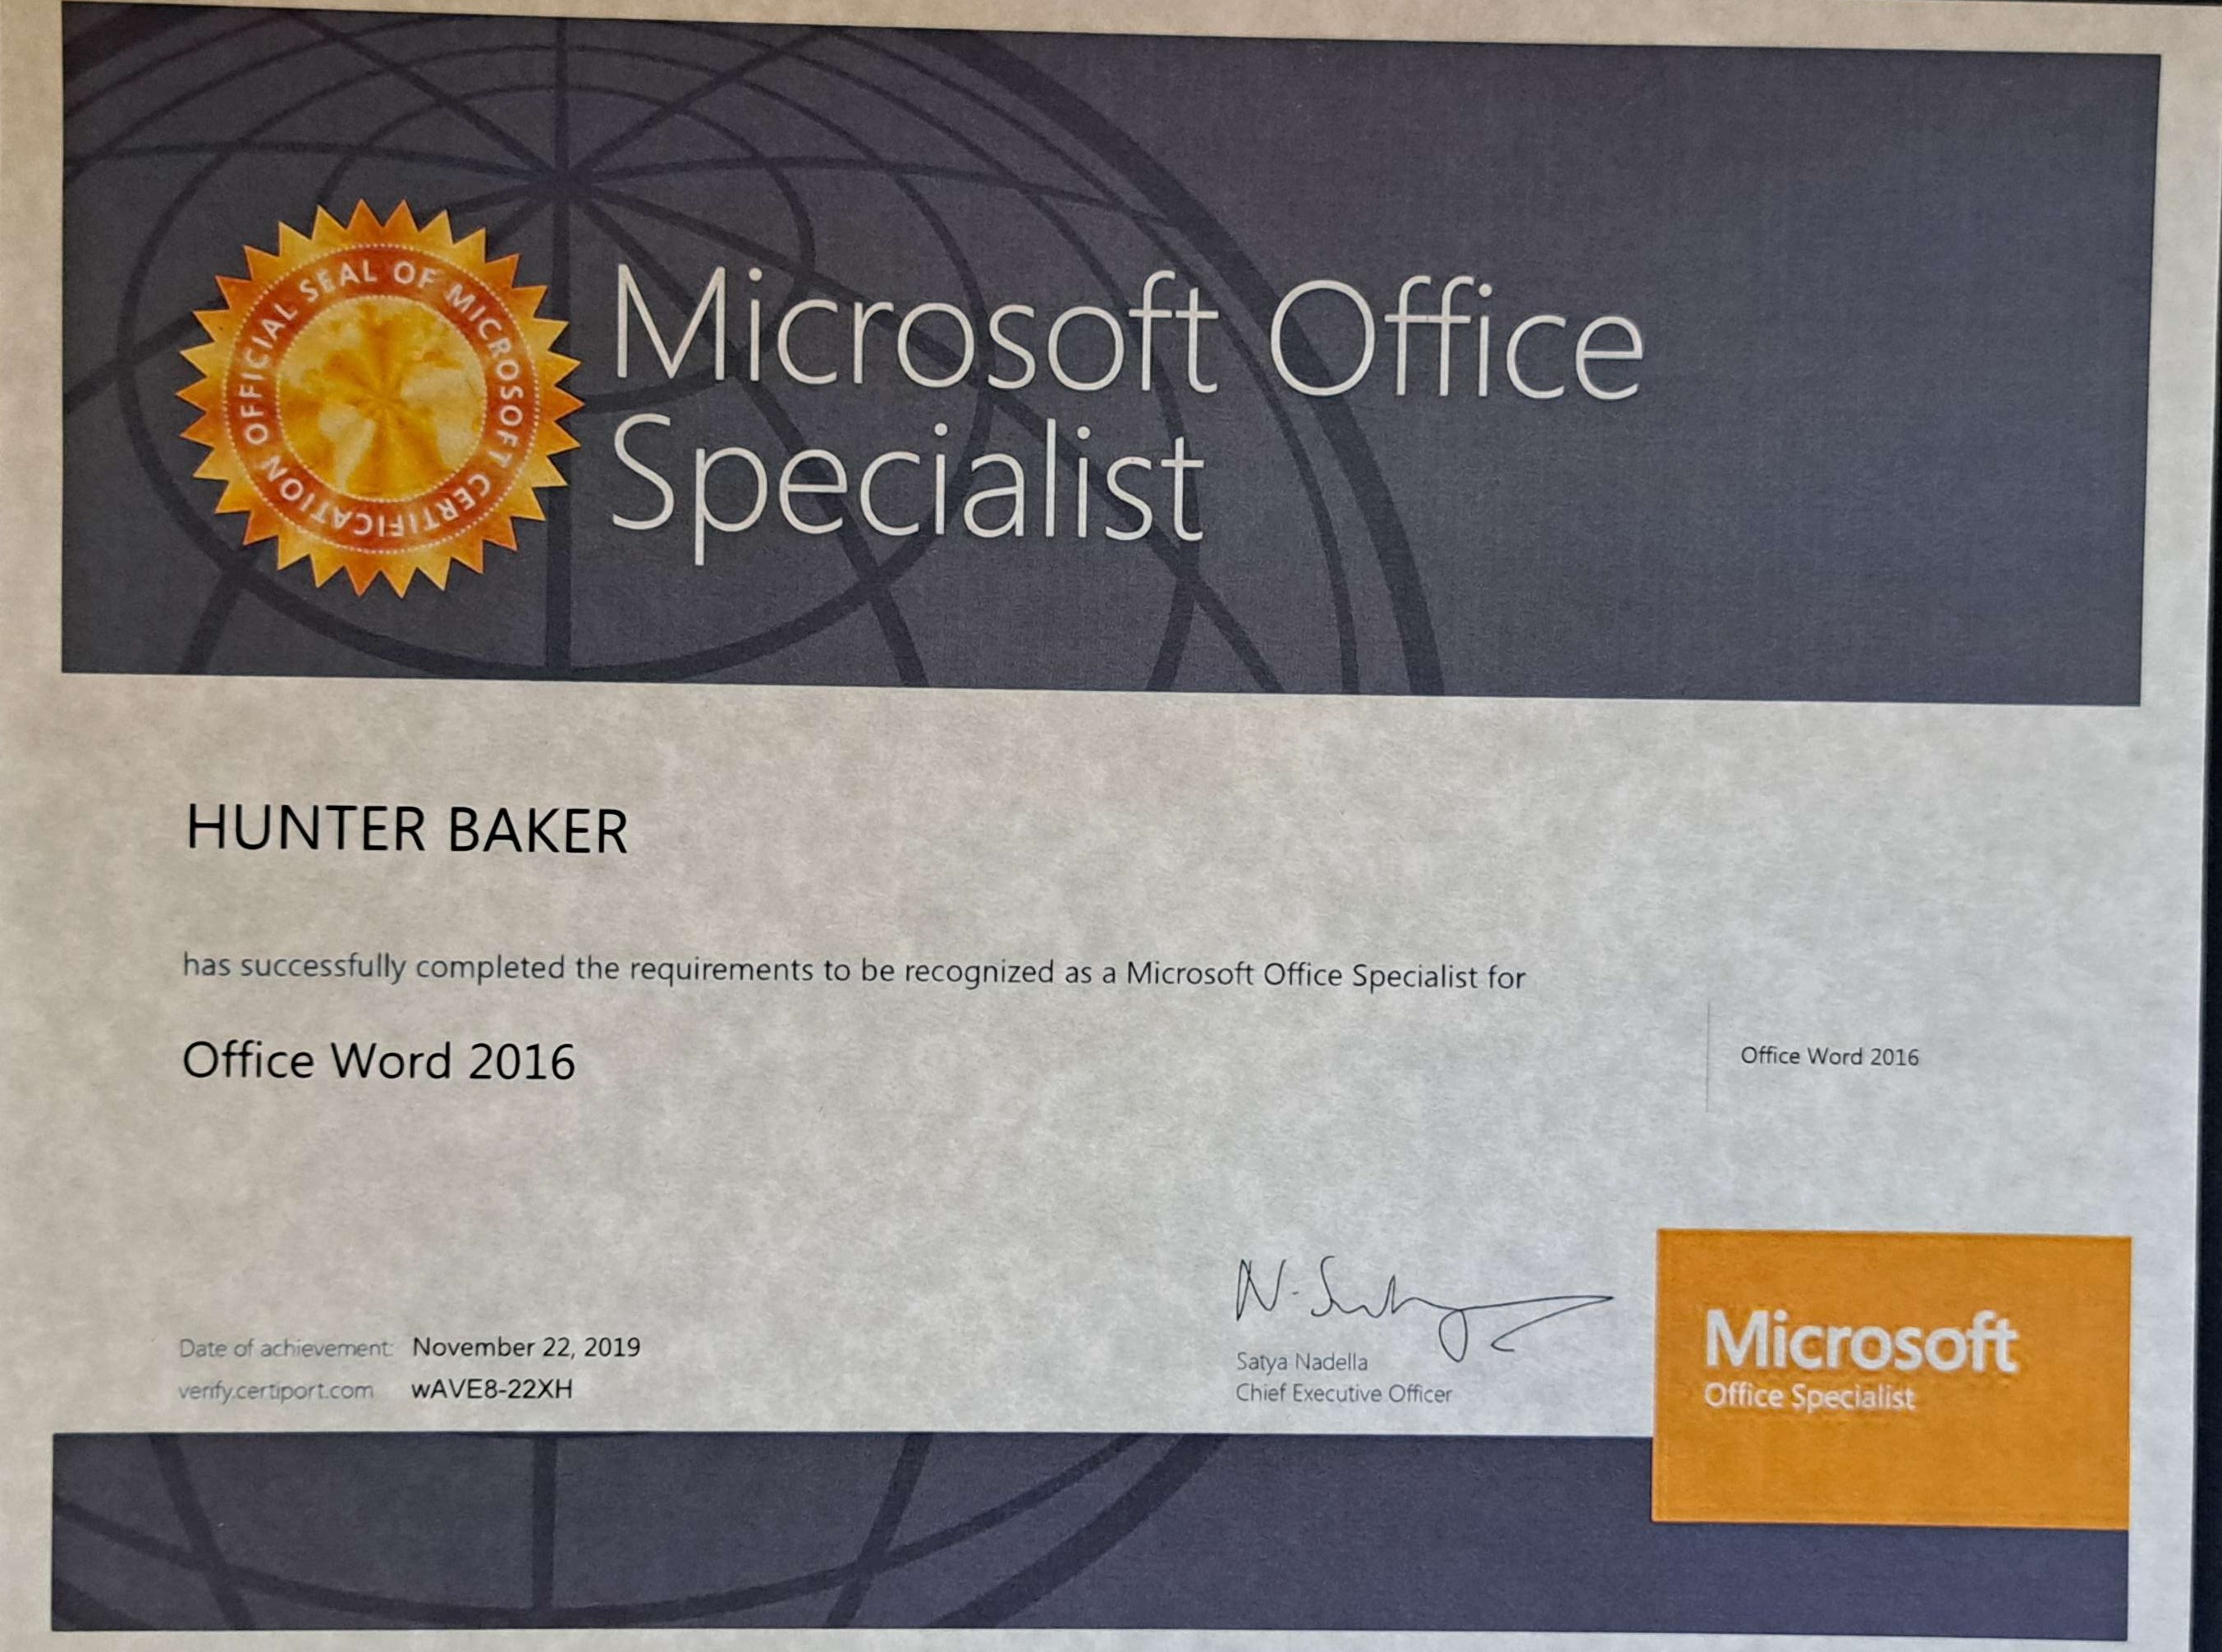 OFFICIAL SEAL OF MICROSOFT CERTIFICATION
Microsoft Office
Specialist
HUNTER BAKER
has successfully completed the requirements to be recognized as a Microsoft Office Specialist for
Office Word 2016
Office Word 2016
Date of achievement: November 22, 2019
verify.certiport.com wAVE8-22XH
Satya Nadella
Chief Executive Officer
Microsoft
Office Specialist